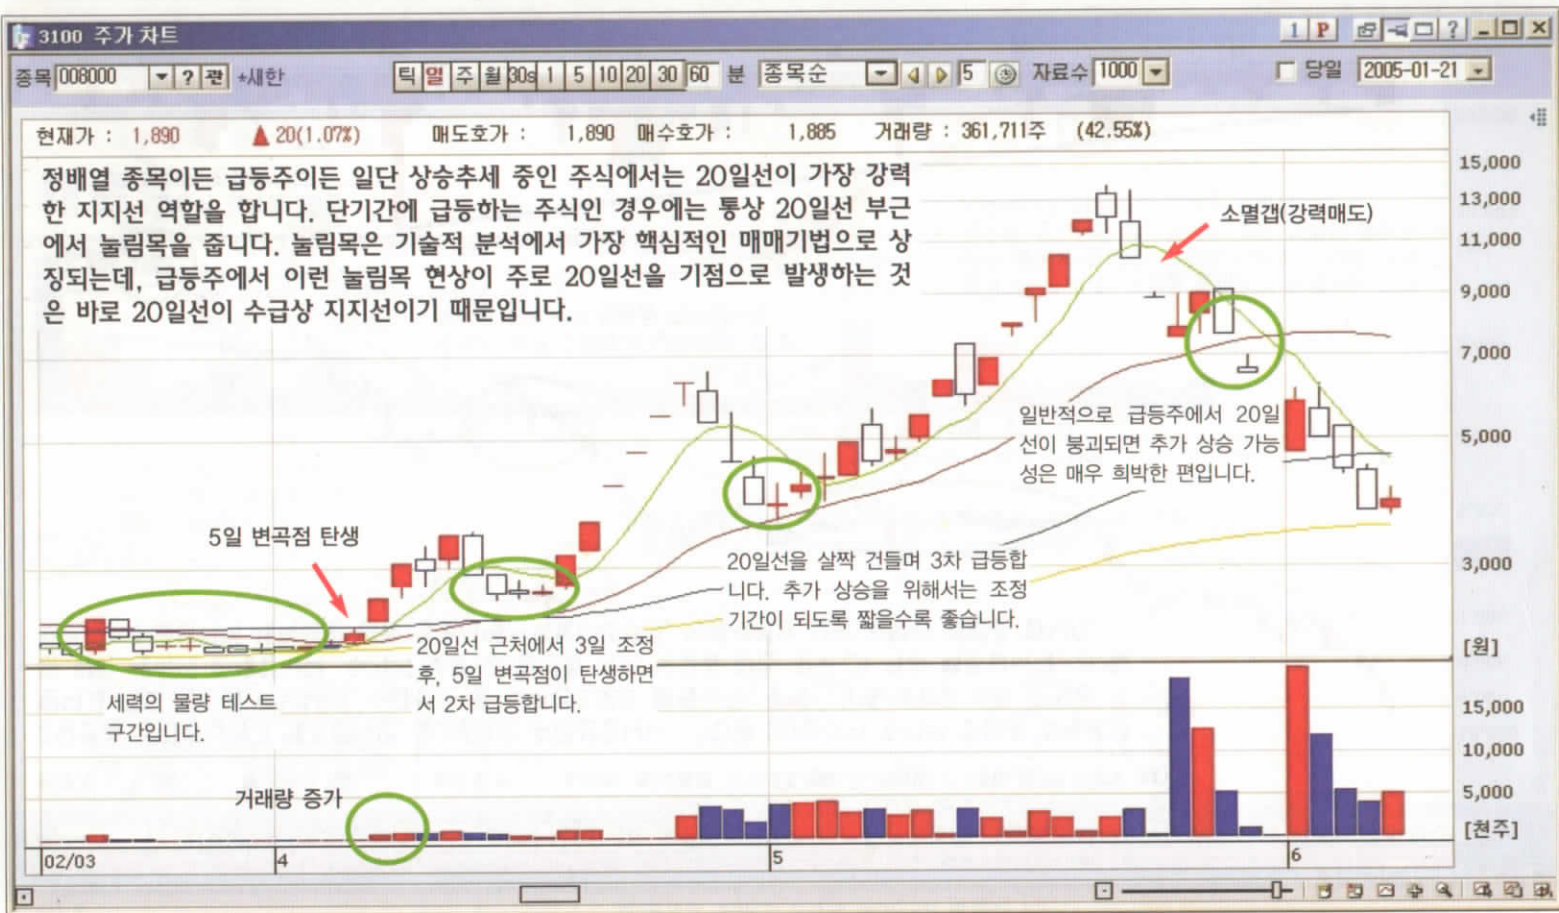 3100 주가 차트
1 P ?
종목 008000 ? 관 *새한 틱 일 주 월 30s 1 5 10 20 30 60 분 종목순 5 자료수 1000 당일 2005-01-21
현재가 : 1,890 ▲ 20(1.07%) 매도호가 : 1,890 매수호가 : 1,885 거래량 : 361,711주 (42.55%)
정배열 종목이든 급등주이든 일단 상승추세 중인 주식에서는 20일선이 가장 강력
한 지지선 역할을 합니다. 단기간에 급등하는 주식인 경우에는 통상 20일선 부근
에서 눌림목을 줍니다. 눌림목은 기술적 분석에서 가장 핵심적인 매매기법으로 상
징되는데, 급등주에서 이런 눌림목 현상이 주로 20일선을 기점으로 발생하는 것
은 바로 20일선이 수급상 지지선이기 때문입니다.
소멸갭(강력매도)
15,000
13,000
11,000
9,000
7,000
5,000
3,000
[원]
일반적으로 급등주에서 20일
선이 붕괴되면 추가 상승 가능
성은 매우 희박한 편입니다.
5일 변곡점 탄생
20일선을 살짝 건들며 3차 급등합
니다. 추가 상승을 위해서는 조정
기간이 되도록 짧을수록 좋습니다.
20일선 근처에서 3일 조정
후, 5일 변곡점이 탄생하면
서 2차 급등합니다.
세력의 물량 테스트
구간입니다.
거래량 증가
15,000
10,000
5,000
[천주]
02/03 4 5 6